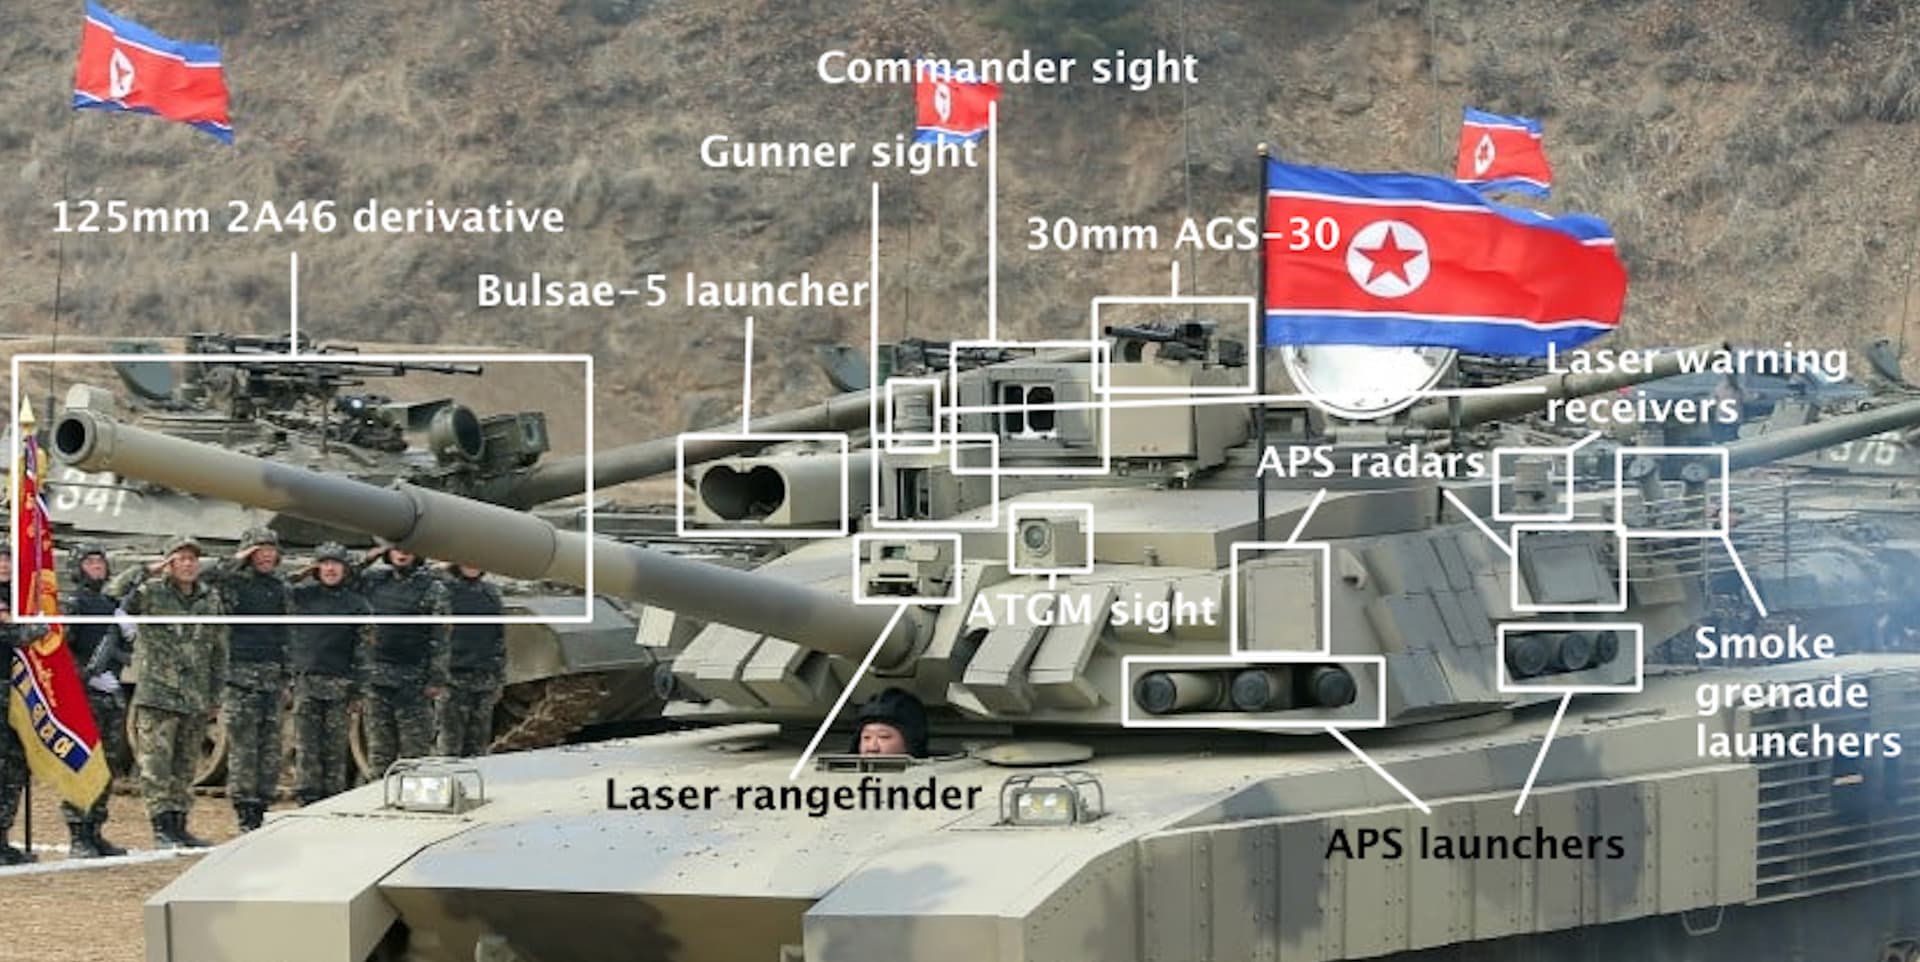 Commander sight
Gunner sight
125mm 2A46 derivative
30mm AGS-30
Bulsae-5 launcher
Laser warning
receivers
APS radars
376
341
ATGM sight
Smoke
grenade
launchers
Laser rangefinder
APS launchers